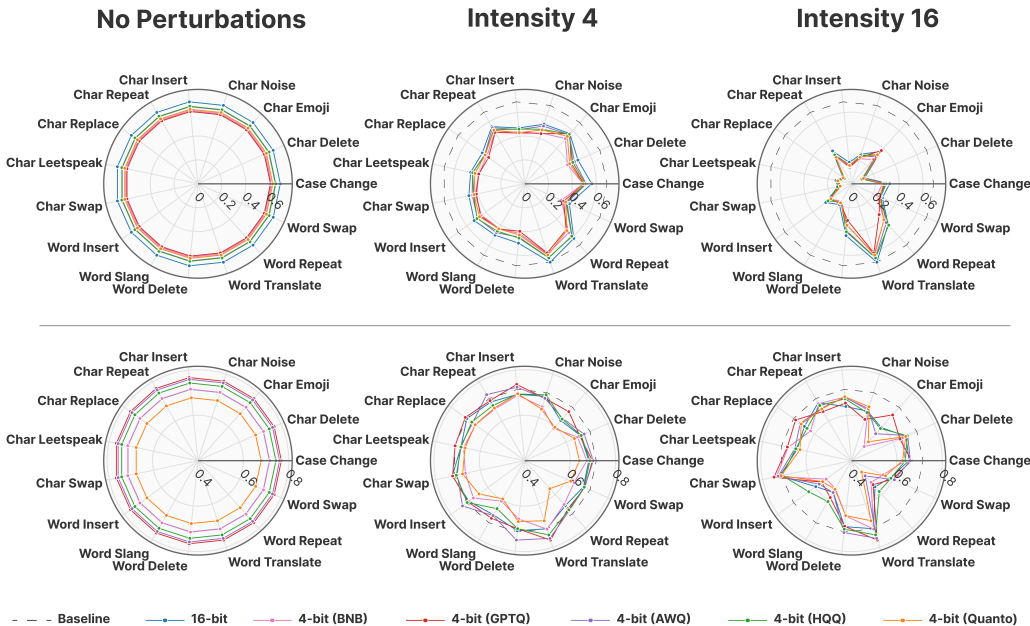 No Perturbations
Intensity 4
Intensity 16
Char Insert
Char Noise
Char Repeat
Char Emoji
Char Replace
Char Delete
Char Leetspeak
Case Change
Char Swap
Word Swap
Word Insert
Word Repeat
Word Slang
Word Translate
Word Delete
0
0.2
0.4
0.6
Char Insert
Char Noise
Char Repeat
Char Emoji
Char Replace
Char Delete
Char Leetspeak
Case Change
Char Swap
Word Swap
Word Insert
Word Repeat
Word Slang
Word Translate
Word Delete
0
0.2
0.4
0.6
Char Insert
Char Noise
Char Repeat
Char Emoji
Char Replace
Char Delete
Char Leetspeak
Case Change
Char Swap
Word Swap
Word Insert
Word Repeat
Word Slang
Word Translate
Word Delete
0
0.2
0.4
0.6
Char Insert
Char Noise
Char Repeat
Char Emoji
Char Replace
Char Delete
Char Leetspeak
Case Change
Char Swap
Word Swap
Word Insert
Word Repeat
Word Slang
Word Translate
Word Delete
0.4
0.6
0.8
Char Insert
Char Noise
Char Repeat
Char Emoji
Char Replace
Char Delete
Char Leetspeak
Case Change
Char Swap
Word Swap
Word Insert
Word Repeat
Word Slang
Word Translate
Word Delete
0.4
0.6
0.8
Char Insert
Char Noise
Char Repeat
Char Emoji
Char Replace
Char Delete
Char Leetspeak
Case Change
Char Swap
Word Swap
Word Insert
Word Repeat
Word Slang
Word Translate
Word Delete
0.4
0.6
0.8
Baseline
16-bit
4-bit (BNB)
4-bit (GPTQ)
4-bit (AWQ)
4-bit (HQQ)
4-bit (Quanto)